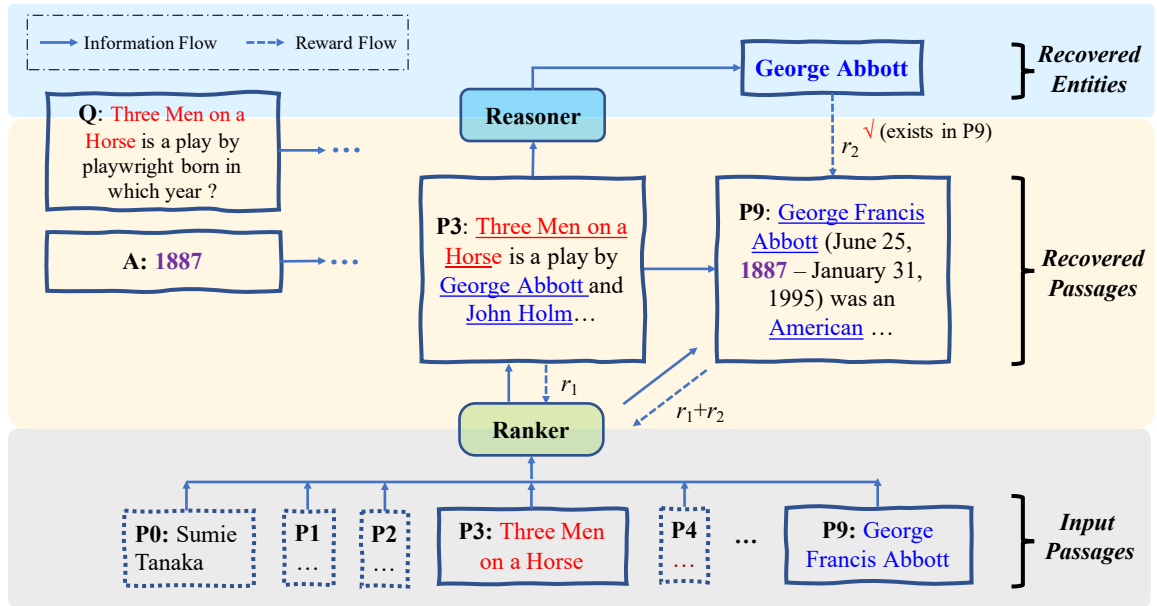 Information Flow
Reward Flow
George Abbott
Recovered
Entities
Q: Three Men on a
Horse is a play by
playwright born in
which year ?
...
Reasoner
r2 √ (exists in P9)
A: 1887
...
P3: Three Men on a
Horse is a play by
George Abbott and
John Holm…
P9: George Francis
Abbott (June 25,
1887 – January 31,
1995) was an
American …
Recovered
Passages
r1
r1+r2
Ranker
P0: Sumie
Tanaka
P1
…
P2
…
P3: Three Men
on a Horse
P4
…
...
P9: George
Francis Abbott
Input
Passages